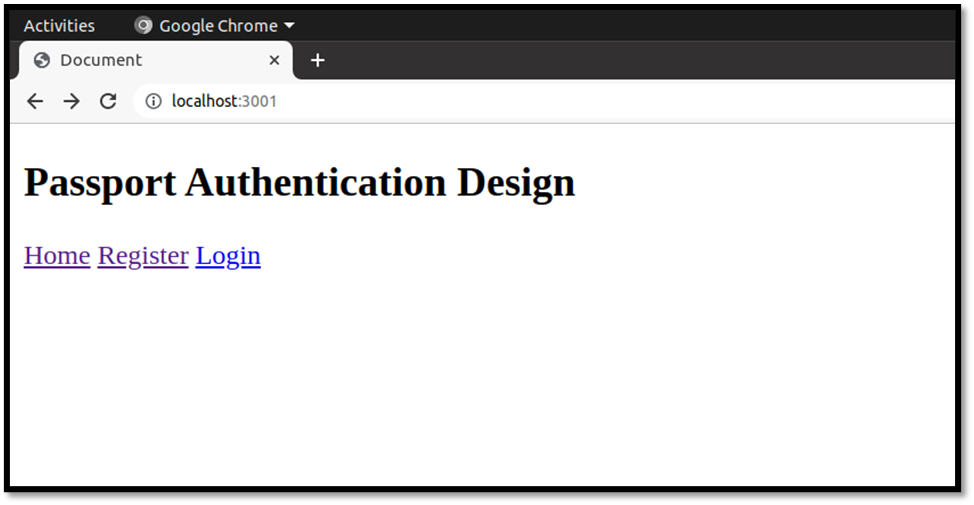 Activities Google Chrome
Document
localhost:3001
Passport Authentication Design
Home Register Login